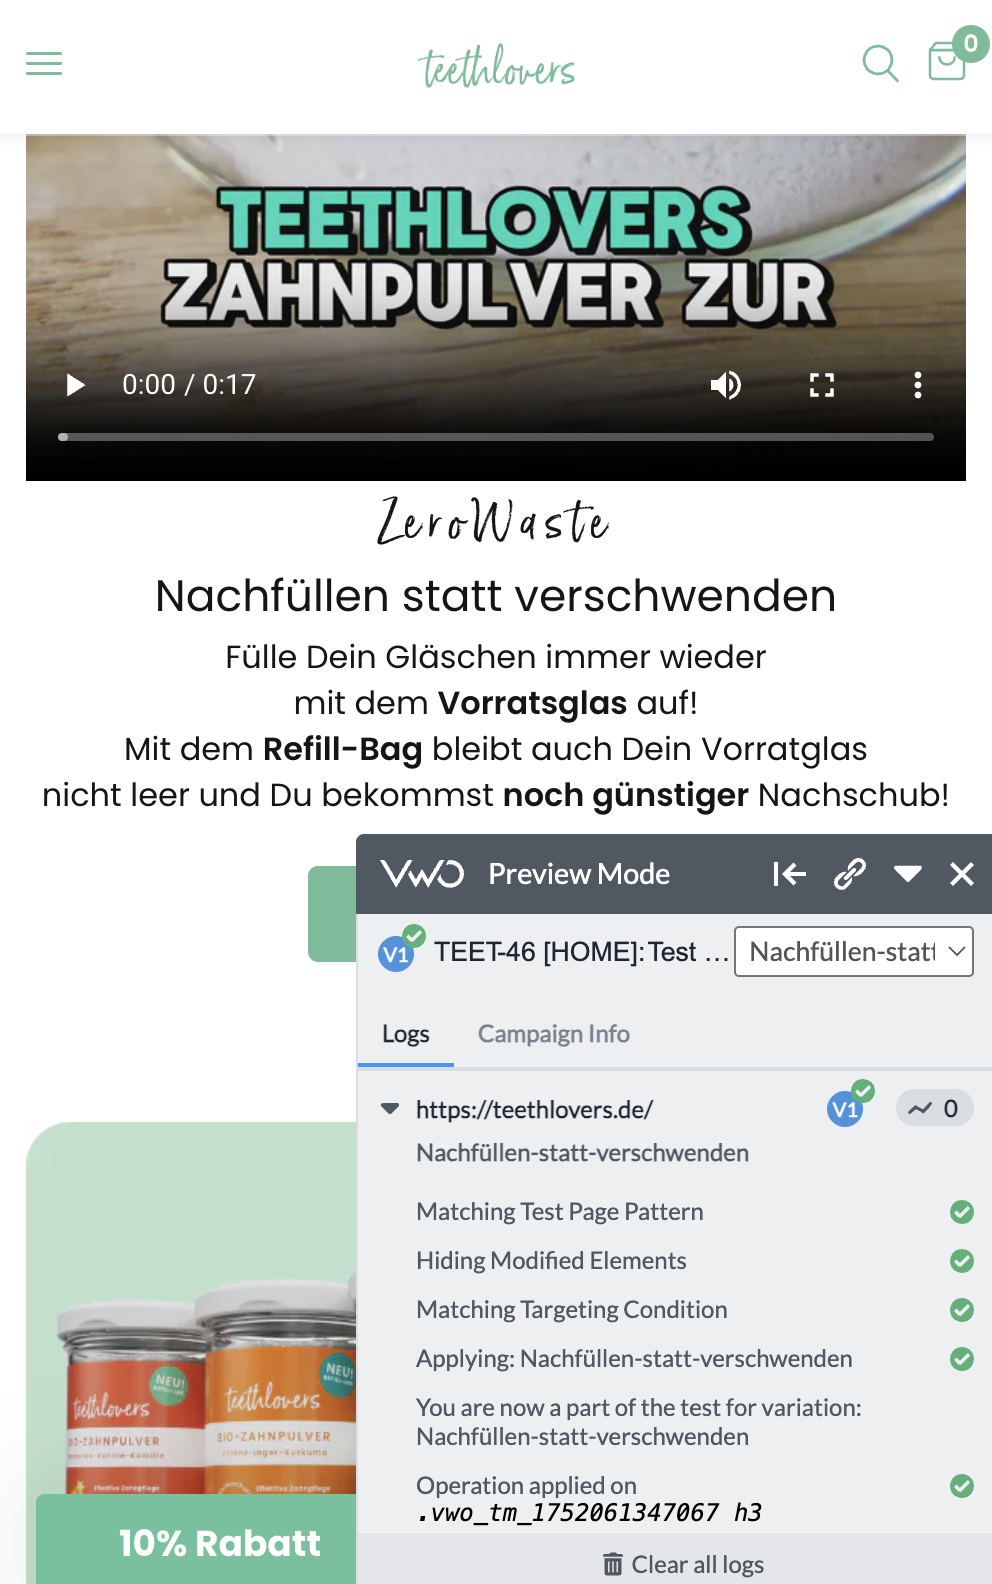 teethlovers
0
TEETHLOVERS
ZAHNPULVER ZUR
0:00 / 0:17
ZeroWaste
Nachfüllen statt verschwenden
Fülle Dein Gläschen immer wieder
mit dem Vorratsglas auf!
Mit dem Refill-Bag bleibt auch Dein Vorratglas
nicht leer und Du bekommst noch günstiger Nachschub!
VWO Preview Mode
V1 TEET-46 [HOME]: Test ... Nachfüllen-statt
Logs Campaign Info
https://teethlovers.de/ V1 0
Nachfüllen-statt-verschwenden
Matching Test Page Pattern
Hiding Modified Elements
Matching Targeting Condition
Applying: Nachfüllen-statt-verschwenden
You are now a part of the test for variation:
Nachfüllen-statt-verschwenden
Operation applied on
.vwo_tm_1752061347067 h3
Clear all logs
NEU!
teethlovers
BIO-ZAHNPULVER
Effektive Zahnpflege
NEU!
teethlovers
BIO-ZAHNPULVER
Effektive Zahnpflege
10% Rabatt